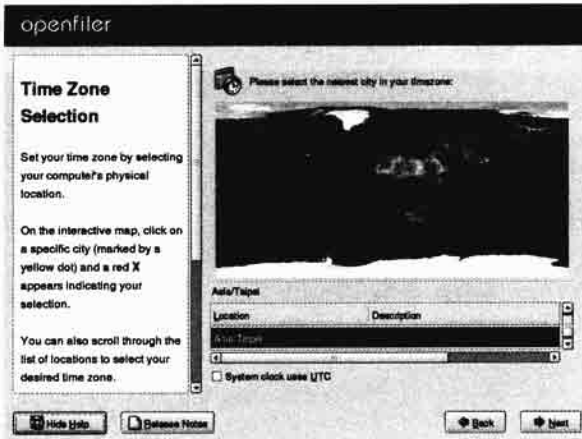 openfiler
Time Zone
Selection
Set your time zone by selecting
your computer's physical
location.
On the interactive map, click on
a specific city (marked by a
yellow dot) and a red X
appears indicating your
selection.
You can also scroll through the
list of locations to select your
desired time zone.
Please select the nearest city in your timezone:
Asia/Taipei
Location Description
Asia/Taipei
System clock uses UTC
Hide Help Release Notes Back Next